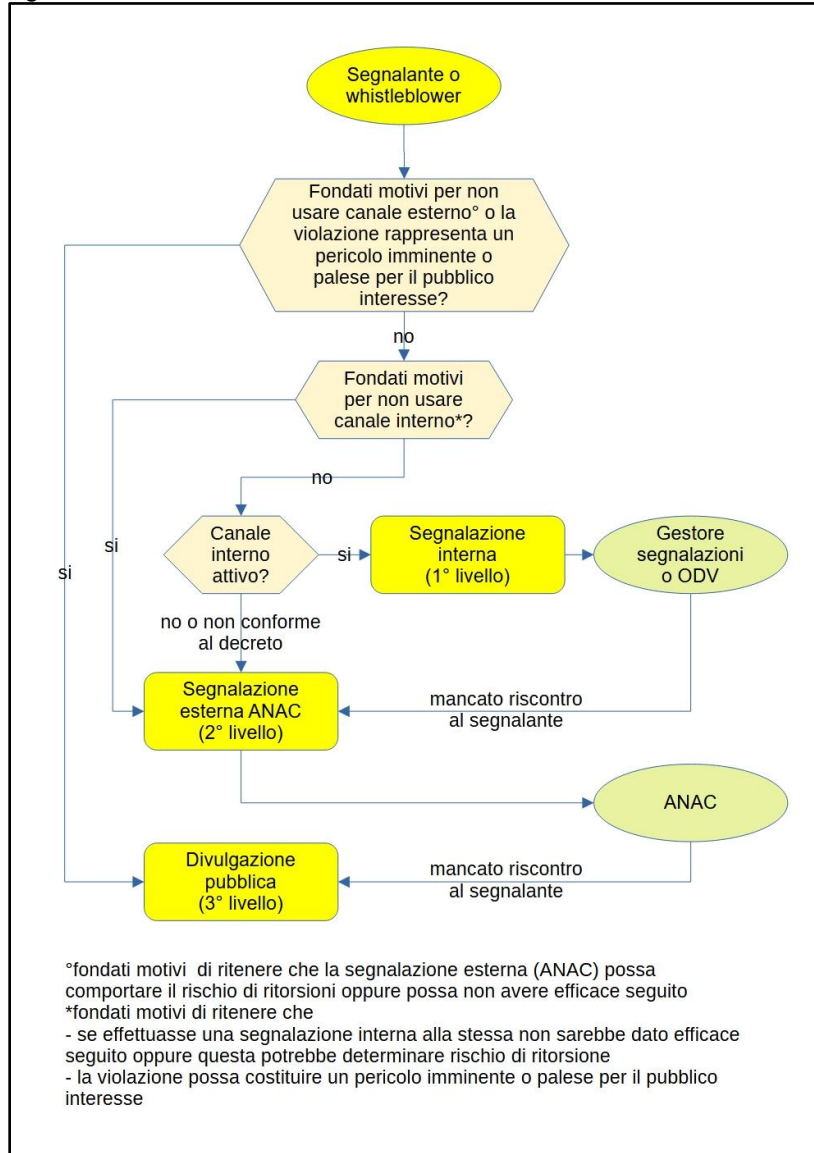 Segnalante o
whistleblower
Fondati motivi per non
usare canale esterno° o la
violazione rappresenta un
pericolo imminente o
palese per il pubblico
interesse?
no
Fondati motivi
per non usare
canale interno*?
no
Canale
interno
attivo?
si
si
si
Segnalazione
interna
(1° livello)
Gestore
segnalazioni
o ODV
no o non conforme
al decreto
Segnalazione
esterna ANAC
(2° livello)
mancato riscontro
al segnalante
ANAC
Divulgazione
pubblica
(3° livello)
mancato riscontro
al segnalante
°fondati motivi di ritenere che la segnalazione esterna (ANAC) possa
comportare il rischio di ritorsioni oppure possa non avere efficace seguito
*fondati motivi di ritenere che
- se effettuasse una segnalazione interna alla stessa non sarebbe dato efficace
seguito oppure questa potrebbe determinare rischio di ritorsione
- la violazione possa costituire un pericolo imminente o palese per il pubblico
interesse